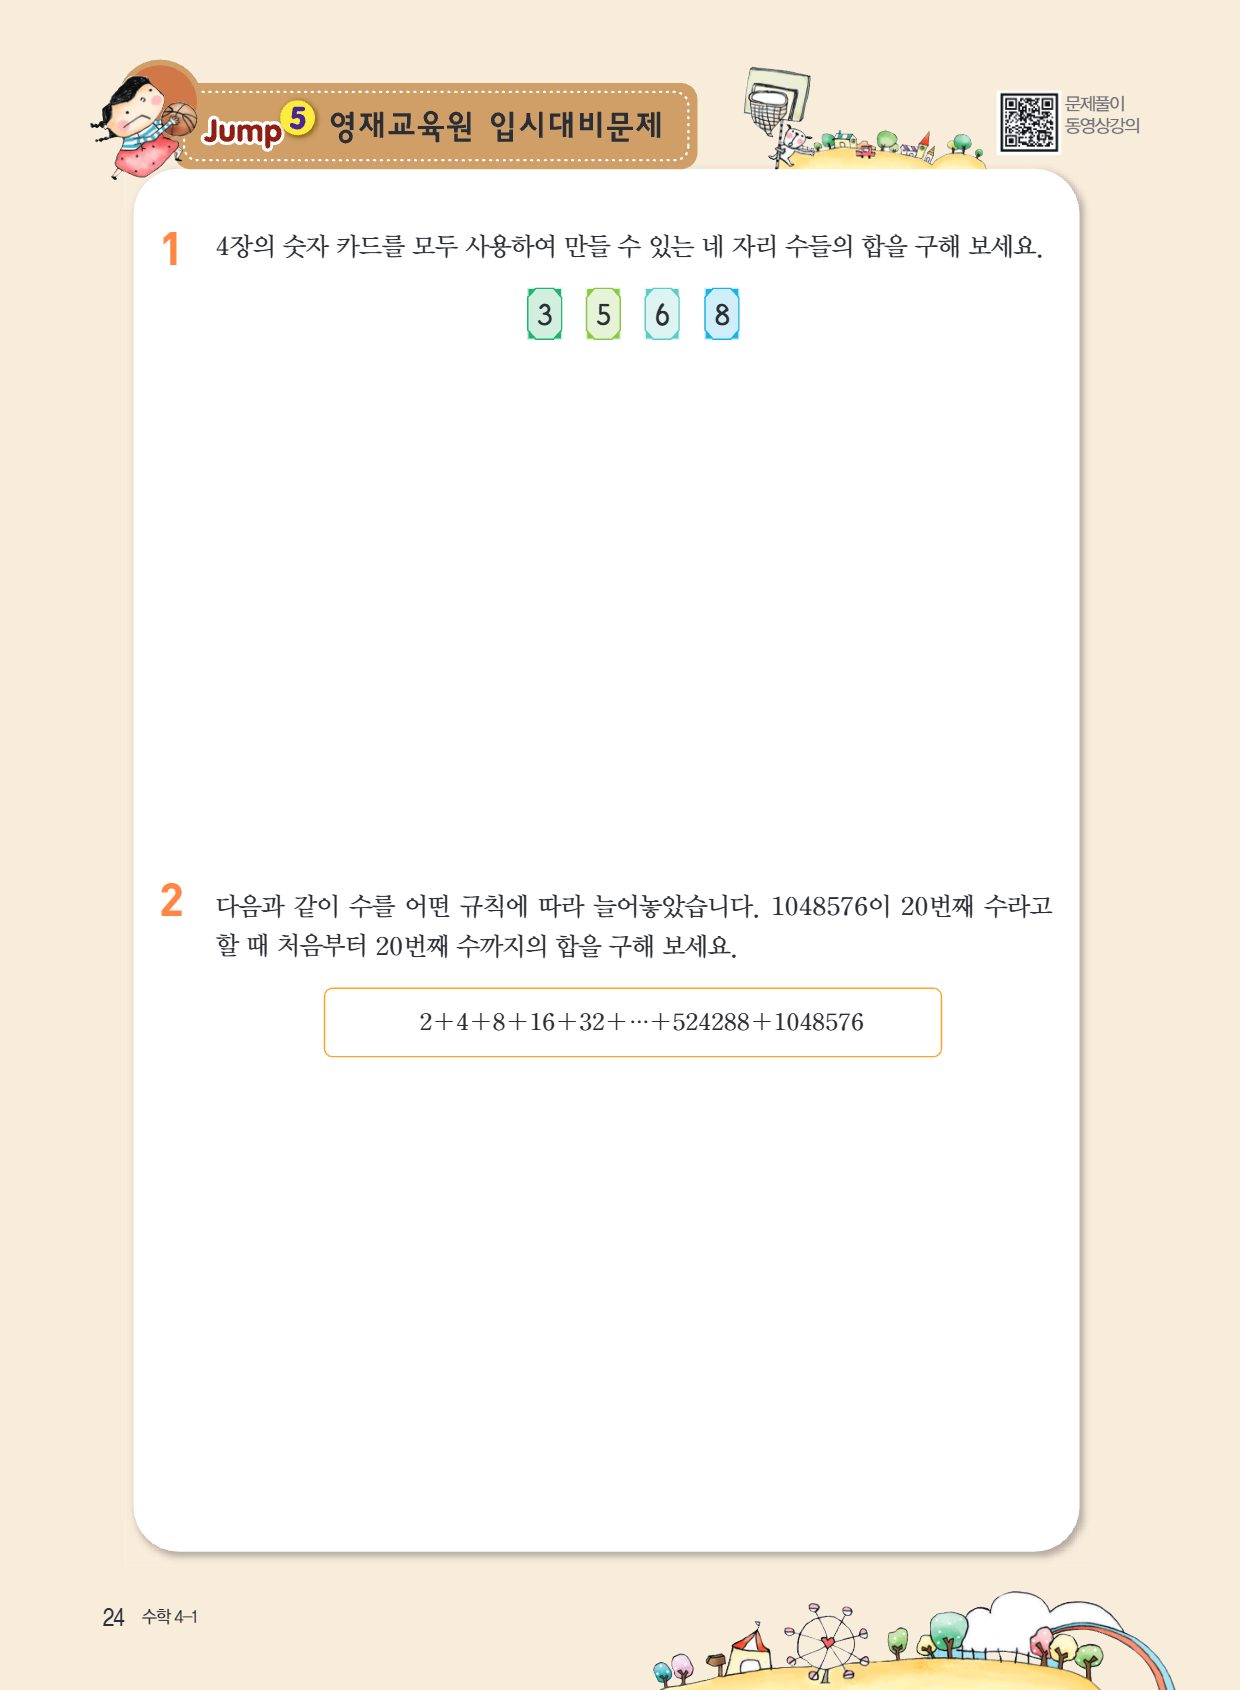 Jump 5 영재교육원 입시대비문제
문제풀이
동영상강의
1 4장의 숫자 카드를 모두 사용하여 만들 수 있는 네 자리 수들의 합을 구해 보세요.
3 5 6 8
2 다음과 같이 수를 어떤 규칙에 따라 늘어놓았습니다. 1048576이 20번째 수라고
할 때 처음부터 20번째 수까지의 합을 구해 보세요.
2+4+8+16+32+···+524288+1048576
24 수학 4-1